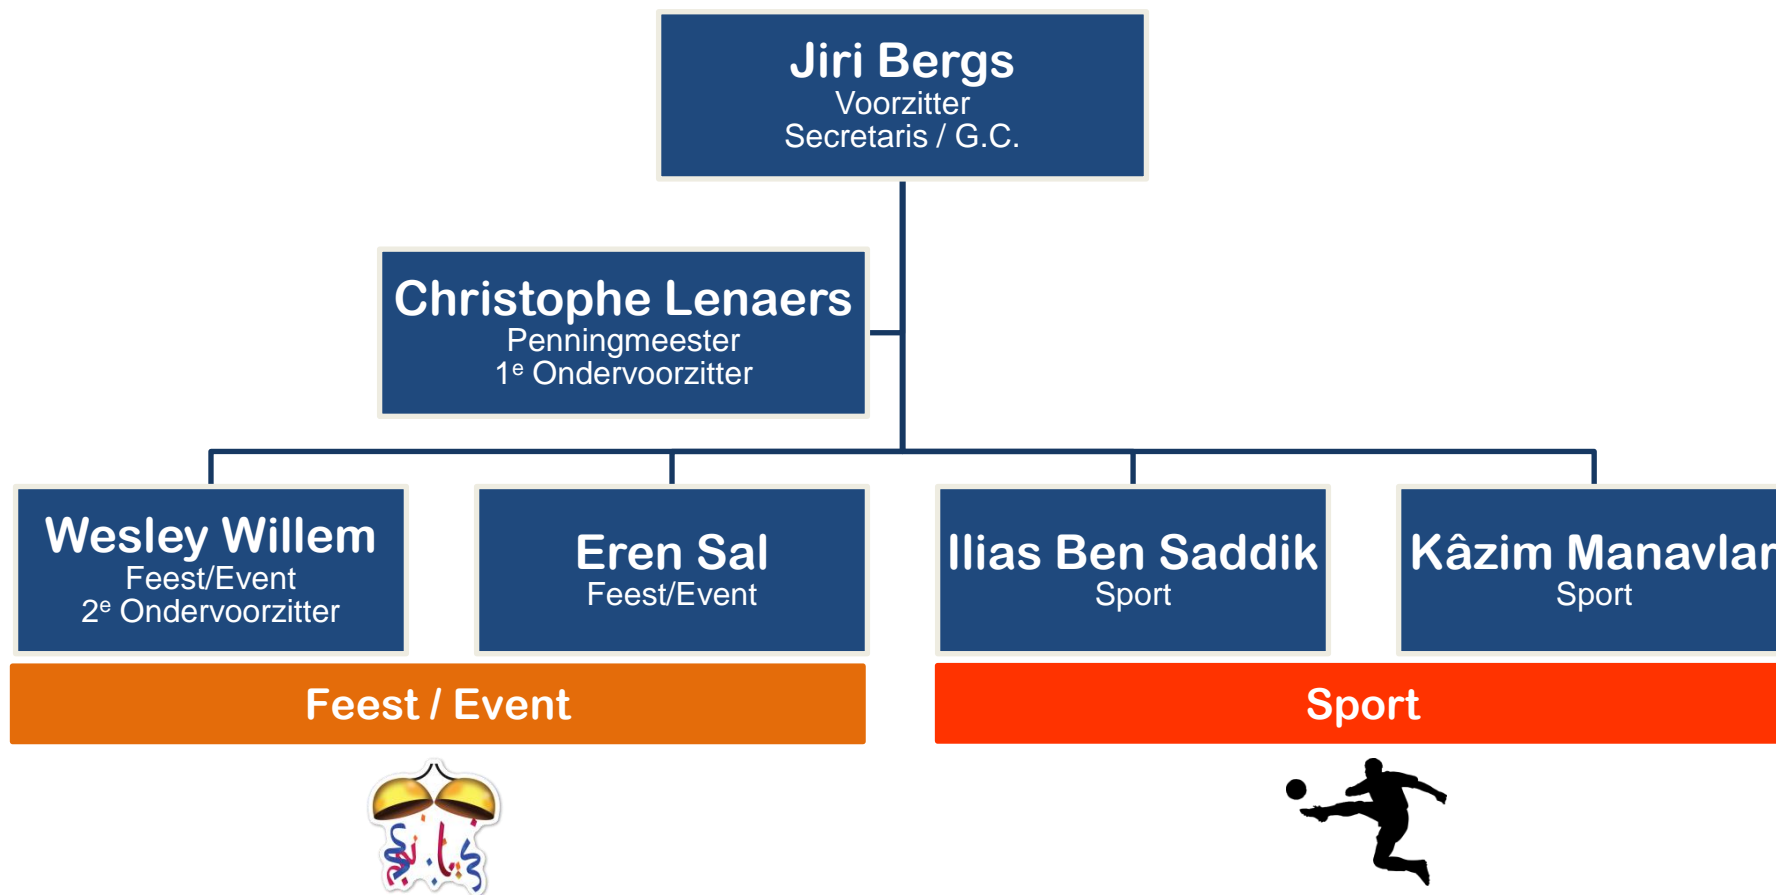 Jiri Bergs
Voorzitter
Secretaris / G.C.
Christophe Lenaers
Penningmeester
1e Ondervoorzitter
Wesley Willem
Feest/Event
2e Ondervoorzitter
Eren Sal
Feest/Event
Ilias Ben Saddik
Sport
Kâzim Manavlar
Sport
Feest / Event
Sport